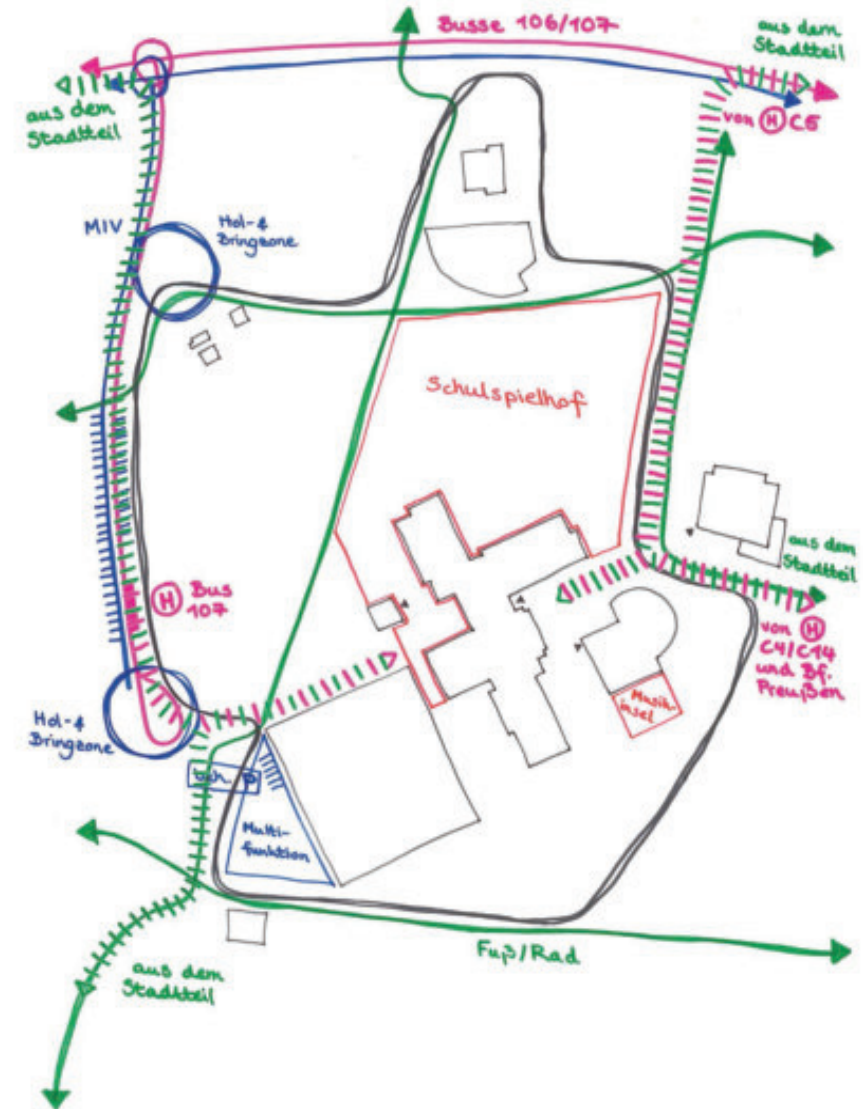 Busse 106/107
aus dem
Stadtteil
aus dem
Stadtteil
von H C5
MIV
Hol- &
Bringzone
Schulspielhof
H Bus
107
aus dem
Stadtteil
von H
C4/C14
und Bf.
Preußen
Musik-
insel
Hol- &
Bringzone
beh. P
Multi-
funktion
Fuß/Rad
aus dem
Stadtteil